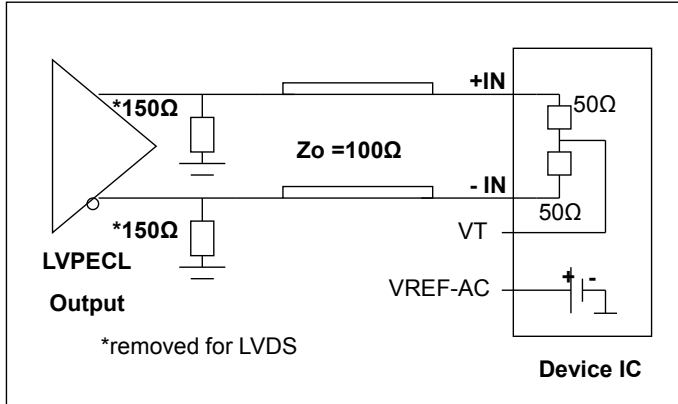 *150Ω
+IN
50Ω
Zo =100Ω
- IN
*150Ω
50Ω
VT
LVPECL
Output
VREF-AC
+ -
*removed for LVDS
Device IC